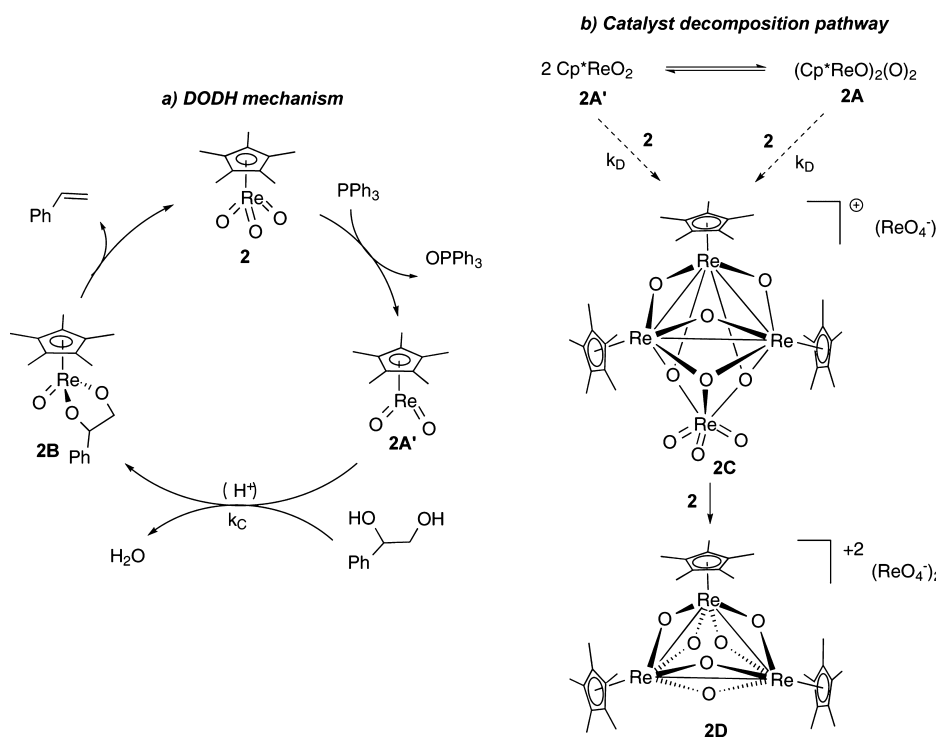 b) Catalyst decomposition pathway
2 Cp*ReO2
2A'
(Cp*ReO)2(O)2
2A
2
kD
2
kD
a) DODH mechanism
Re
O
O
O
2
PPh3
OPPh3
Ph
Re
O
O
O
2B
Ph
Re
O
O
2A'
(H+)
kC
H2O
HO
OH
Ph
⊕
(ReO4-)
Re
O
O
O
Re
Re
O
O
O
Re
O
O
O
2C
2
+2
(ReO4-)2
Re
O
O
O
O
O
Re
Re
O
2D